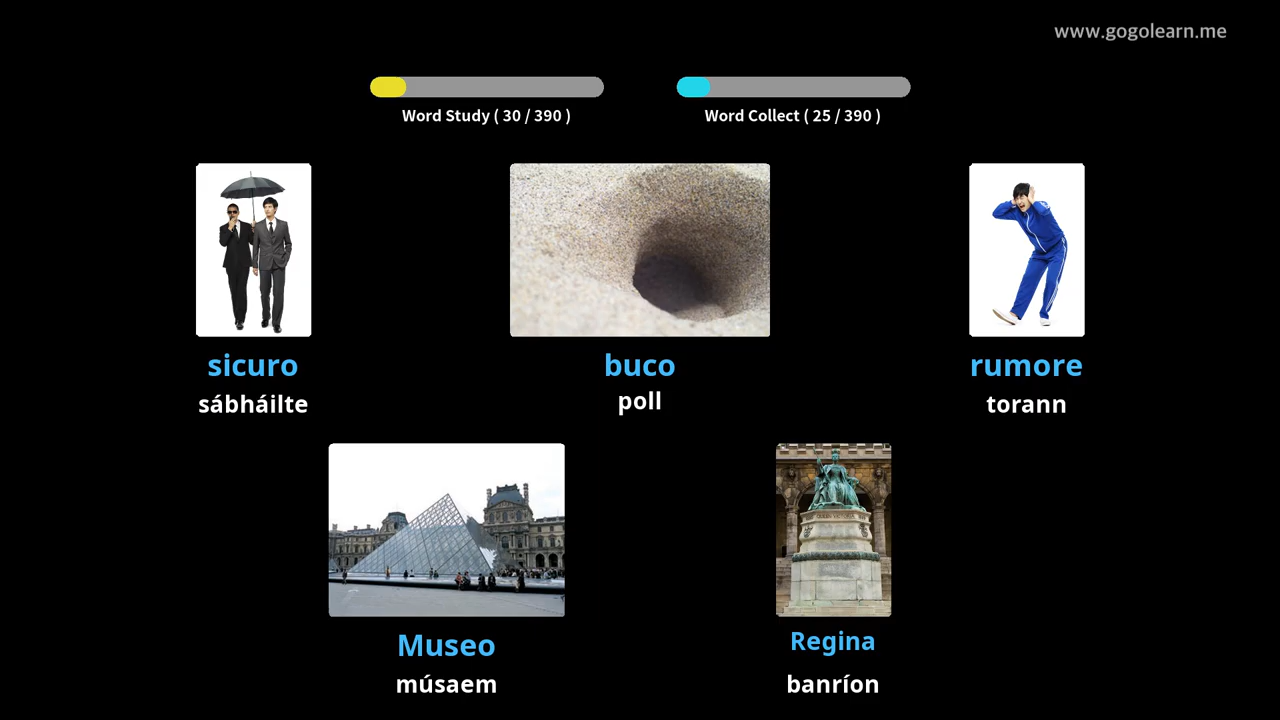 www.gogolearn.me
Word Study ( 30 / 390 )
Word Collect ( 25 / 390 )
sicuro
sábháilte
buco
poll
rumore
torann
Museo
músaem
Regina
banríon